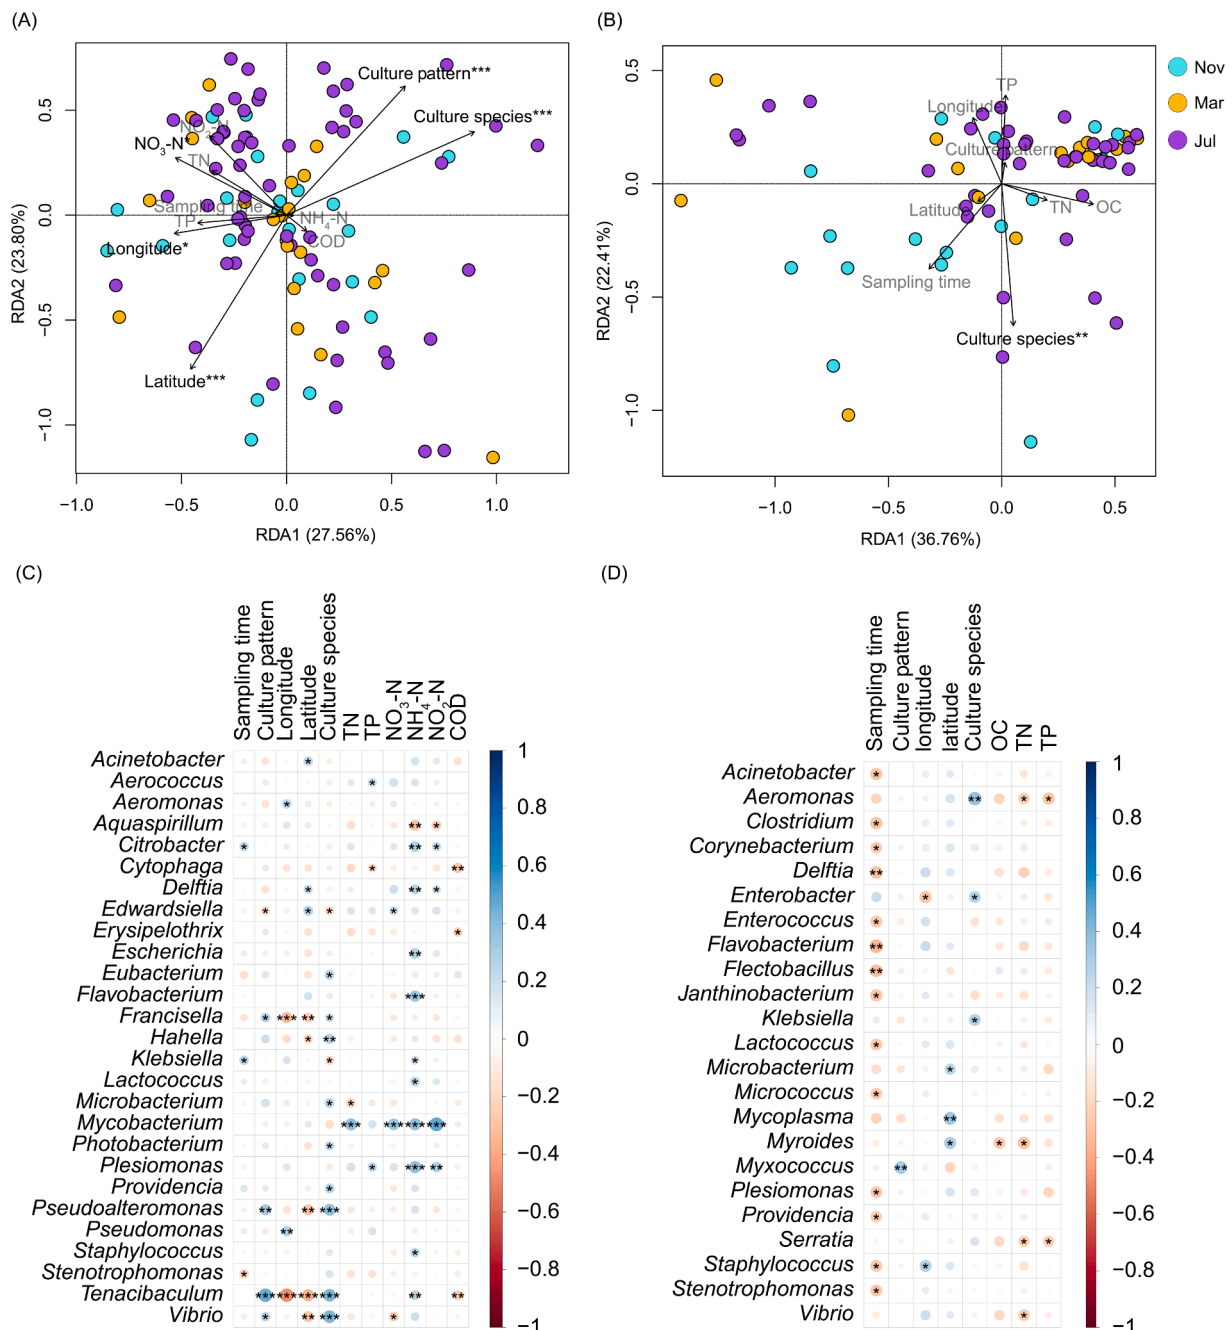 (A)
Culture pattern***
Culture species***
NO2-N
NO3-N*
TN
Sampling time
TP
NH4-N
COD
Longitude*
Latitude***
0.5
0.0
−0.5
−1.0
RDA2 (23.80%)
−1.0 −0.5 0.0 0.5 1.0
RDA1 (27.56%)
(B)
TP
Longitude
Culture pattern
Latitude
TN
OC
Sampling time
Culture species**
0.5
0.0
−0.5
−1.0
RDA2 (22.41%)
−1.0 −0.5 0.0 0.5
RDA1 (36.76%)
Nov
Mar
Jul
(C)
Sampling time
Culture pattern
Longitude
Latitude
Culture species
TN
TP
NO3-N
NH4-N
NO2-N
COD
Acinetobacter *
Aerococcus *
Aeromonas *
Aquaspirillum ** *
Citrobacter * ** *
Cytophaga * **
Delftia * ** *
Edwardsiella * * * *
Erysipelothrix *
Escherichia **
Eubacterium *
Flavobacterium ***
Francisella * *** ** *
Hahella * **
Klebsiella * * *
Lactococcus *
Microbacterium * *
Mycobacterium *** *** *** ***
Photobacterium *
Plesiomonas * *** **
Providencia *
Pseudoalteromonas ** ** ***
Pseudomonas **
Staphylococcus *
Stenotrophomonas *
Tenacibaculum *** *** *** *** ** **
Vibrio * ** *** *
1
0.8
0.6
0.4
0.2
0
−0.2
−0.4
−0.6
−0.8
−1
(D)
Sampling time
Culture pattern
longitude
latitude
Culture species
OC
TN
TP
Acinetobacter *
Aeromonas ** * *
Clostridium *
Corynebacterium *
Delftia **
Enterobacter * *
Enterococcus *
Flavobacterium **
Flectobacillus **
Janthinobacterium *
Klebsiella *
Lactococcus *
Microbacterium *
Micrococcus *
Mycoplasma **
Myroides * * *
Myxococcus **
Plesiomonas *
Providencia *
Serratia * *
Staphylococcus * *
Stenotrophomonas *
Vibrio *
1
0.8
0.6
0.4
0.2
0
−0.2
−0.4
−0.6
−0.8
−1